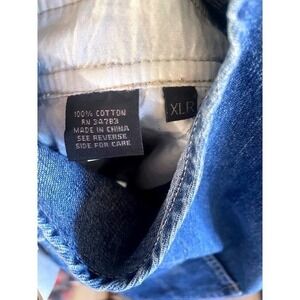 100% COTTON
RN 34783
MADE IN CHINA
SEE REVERSE
SIDE FOR CARE
XLR